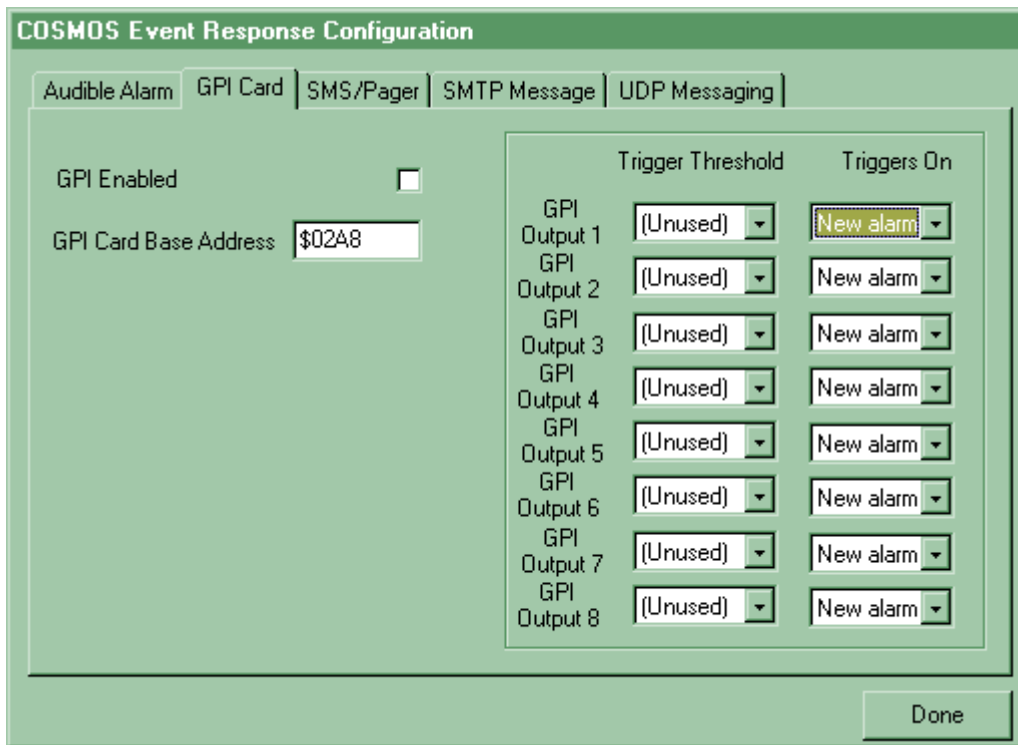 COSMOS Event Response Configuration
Audible Alarm GPI Card SMS/Pager SMTP Message UDP Messaging
GPI Enabled
GPI Card Base Address $02A8
Trigger Threshold Triggers On
GPI
Output 1 (Unused) New alarm
GPI
Output 2 (Unused) New alarm
GPI
Output 3 (Unused) New alarm
GPI
Output 4 (Unused) New alarm
GPI
Output 5 (Unused) New alarm
GPI
Output 6 (Unused) New alarm
GPI
Output 7 (Unused) New alarm
GPI
Output 8 (Unused) New alarm
Done